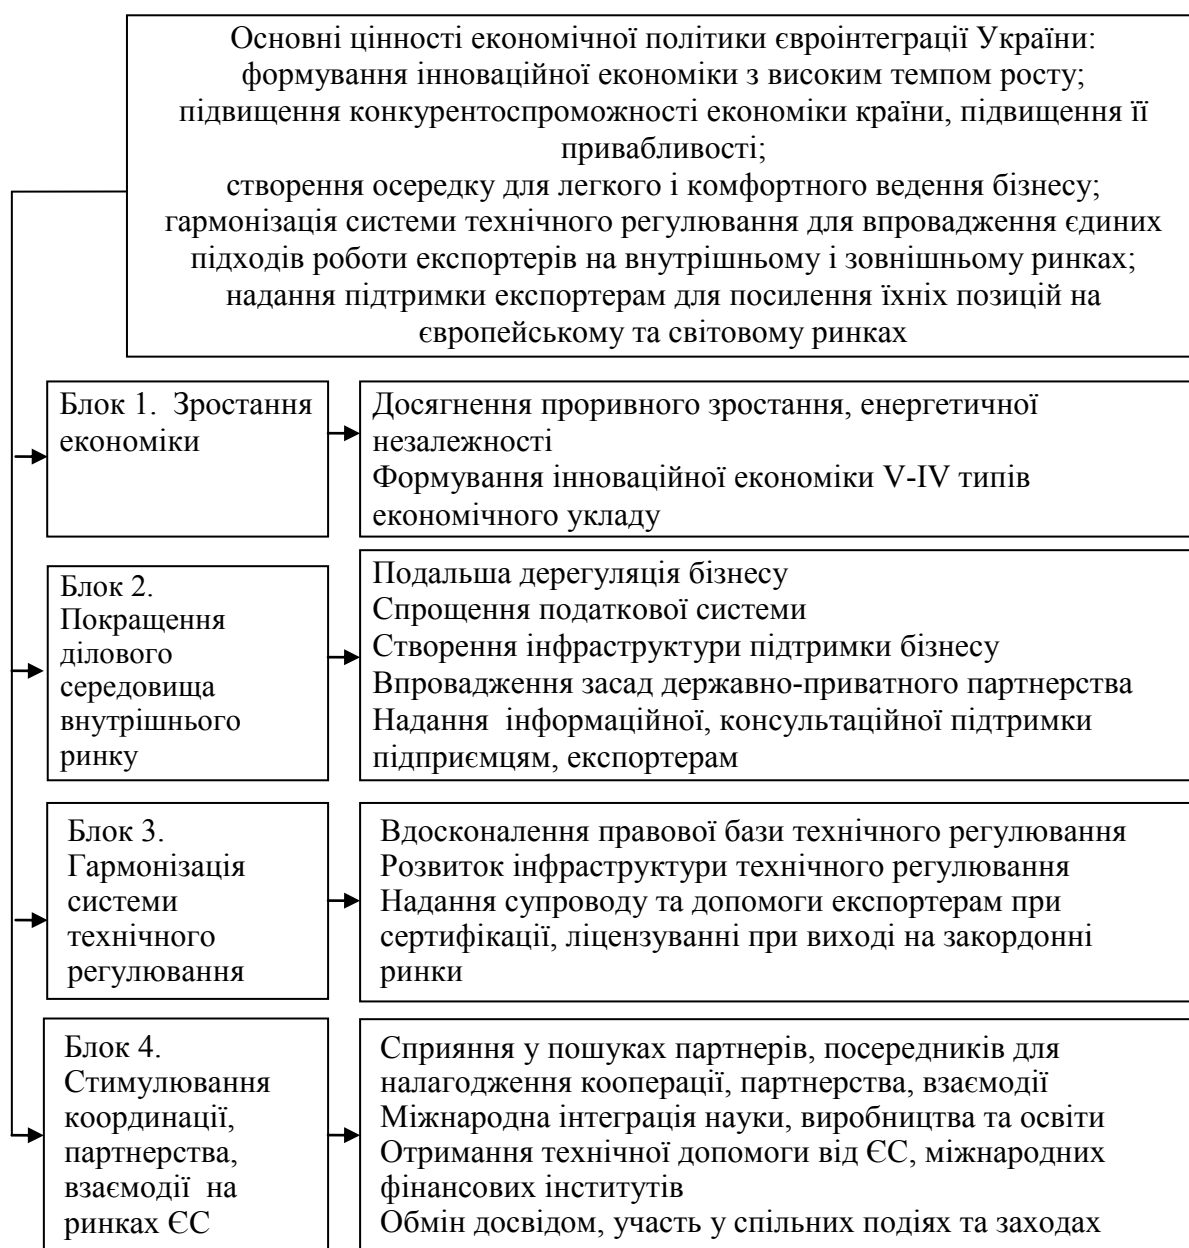 Основні цінності економічної політики євроінтеграції України:
формування інноваційної економіки з високим темпом росту;
підвищення конкурентоспроможності економіки країни, підвищення її
привабливості;
створення осередку для легкого і комфортного ведення бізнесу;
гармонізація системи технічного регулювання для впровадження єдиних
підходів роботи експортерів на внутрішньому і зовнішньому ринках;
надання підтримки експортерам для посилення їхніх позицій на
європейському та світовому ринках
Блок 1. Зростання
економіки
Досягнення проривного зростання, енергетичної
незалежності
Формування інноваційної економіки V-IV типів
економічного укладу
Блок 2.
Покращення
ділового
середовища
внутрішнього
ринку
Подальша дерегуляція бізнесу
Спрощення податкової системи
Створення інфраструктури підтримки бізнесу
Впровадження засад державно-приватного партнерства
Надання інформаційної, консультаційної підтримки
підприємцям, експортерам
Блок 3.
Гармонізація
системи
технічного
регулювання
Вдосконалення правової бази технічного регулювання
Розвиток інфраструктури технічного регулювання
Надання супроводу та допомоги експортерам при
сертифікації, ліцензуванні при виході на закордонні
ринки
Блок 4.
Стимулювання
координації,
партнерства,
взаємодії на
ринках ЄС
Сприяння у пошуках партнерів, посередників для
налагодження кооперації, партнерства, взаємодії
Міжнародна інтеграція науки, виробництва та освіти
Отримання технічної допомоги від ЄС, міжнародних
фінансових інститутів
Обмін досвідом, участь у спільних подіях та заходах